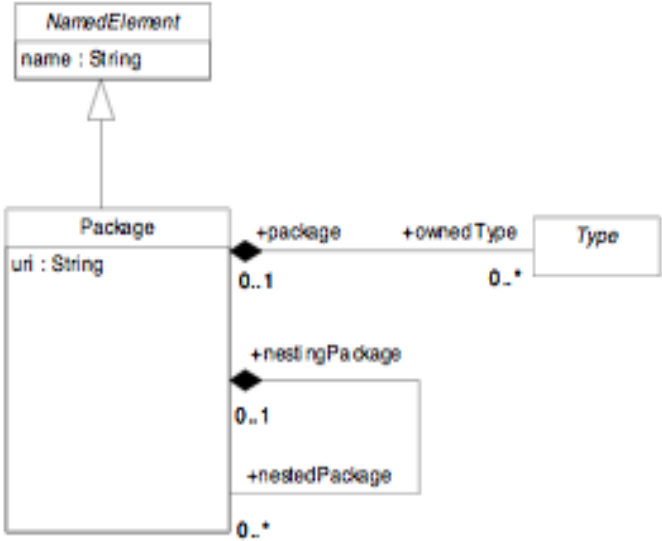 NamedElement
name : String
Package
uri : String
+package
+ownedType
Type
0..1
0..*
+nestingPackage
0..1
+nestedPackage
0..*